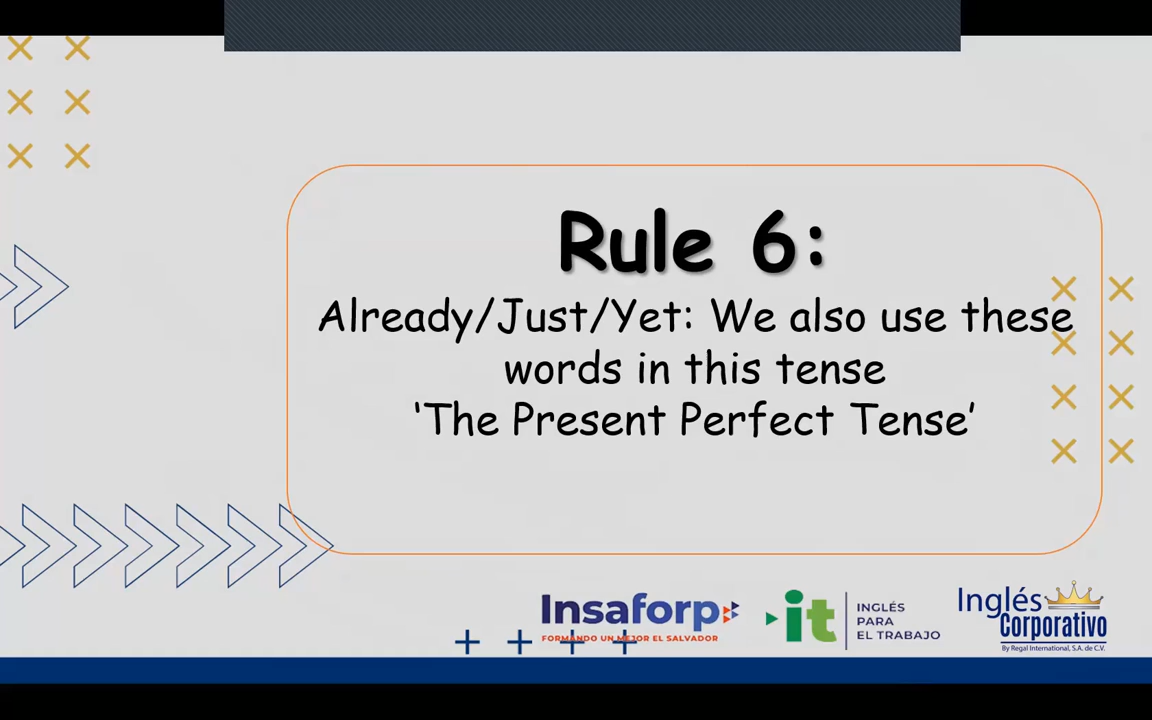 Rule 6:
Already/Just/Yet: We also use these
words in this tense
‘The Present Perfect Tense’
Insaforp
FORMANDO UN MEJOR EL SALVADOR
it
INGLÉS
PARA
EL TRABAJO
Inglés
Corporativo
By Regal International, S.A. de C.V.